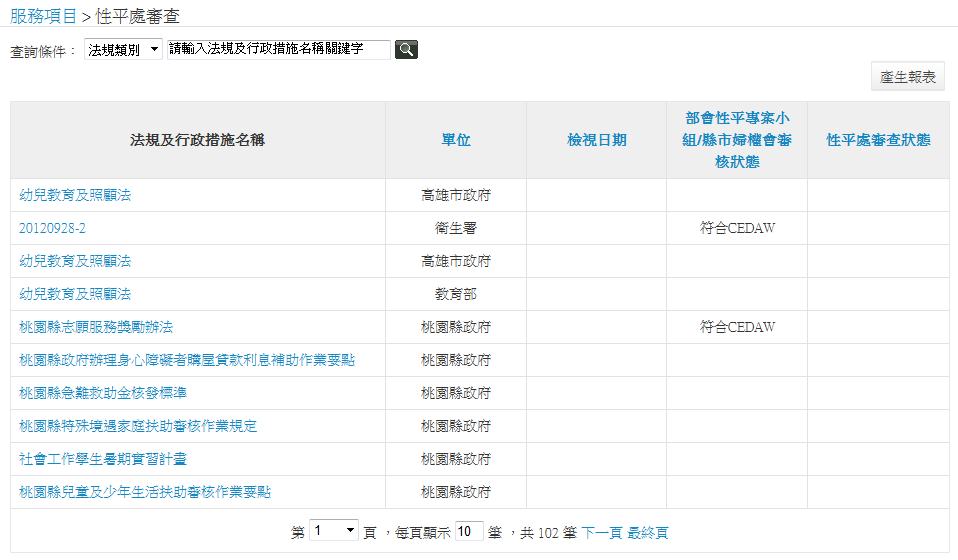 服務項目 > 性平處審查
查詢條件： 法規類別 請輸入法規及行政措施名稱關鍵字
產生報表
法規及行政措施名稱 單位 檢視日期 部會性平專案小組/縣市婦權會審核狀態 性平處審查狀態
幼兒教育及照顧法 高雄市政府
20120928-2 衛生署 符合CEDAW
幼兒教育及照顧法 高雄市政府
幼兒教育及照顧法 教育部
桃園縣志願服務獎勵辦法 桃園縣政府 符合CEDAW
桃園縣政府辦理身心障礙者購屋貸款利息補助作業要點 桃園縣政府
桃園縣急難救助金核發標準 桃園縣政府
桃園縣特殊境遇家庭扶助審核作業規定 桃園縣政府
社會工作學生暑期實習計畫 桃園縣政府
桃園縣兒童及少年生活扶助審核作業要點 桃園縣政府
第 1 頁，每頁顯示 10 筆，共 102 筆 下一頁 最終頁